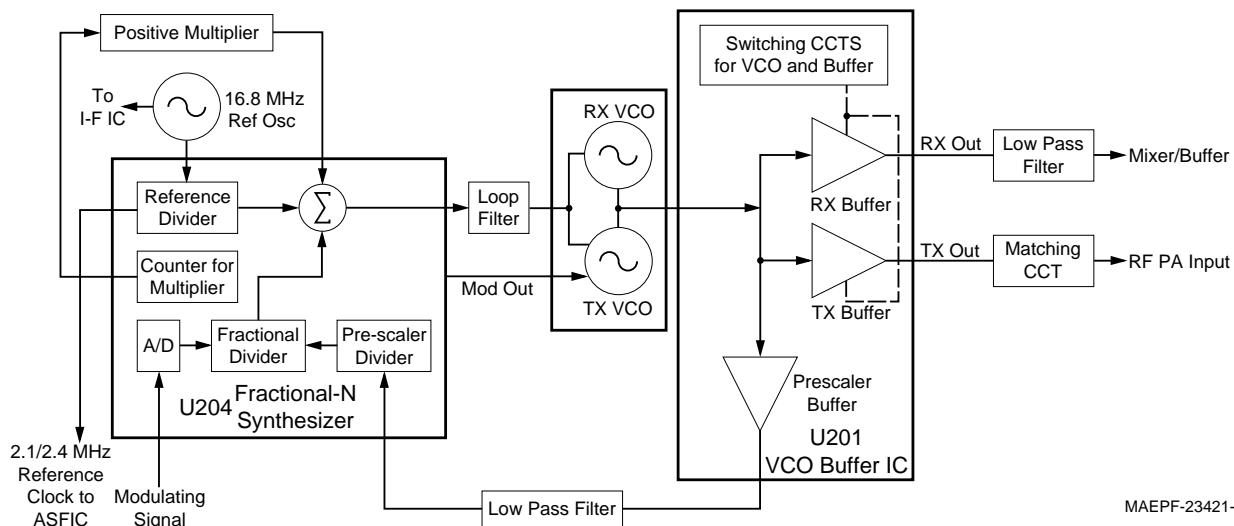 Positive Multiplier
To
I-F IC
16.8 MHz
Ref Osc
Reference
Divider
Σ
Counter for
Multiplier
A/D
Fractional
Divider
Pre-scaler
Divider
U204
Fractional-N
Synthesizer
2.1/2.4 MHz
Reference
Clock to
ASFIC
Modulating
Signal
Loop
Filter
Mod Out
RX VCO
TX VCO
Switching CCTS
for VCO and Buffer
RX Buffer
TX Buffer
Prescaler
Buffer
U201
VCO Buffer IC
RX Out
Low Pass
Filter
Mixer/Buffer
TX Out
Matching
CCT
RF PA Input
Low Pass Filter
MAEPF-23421-